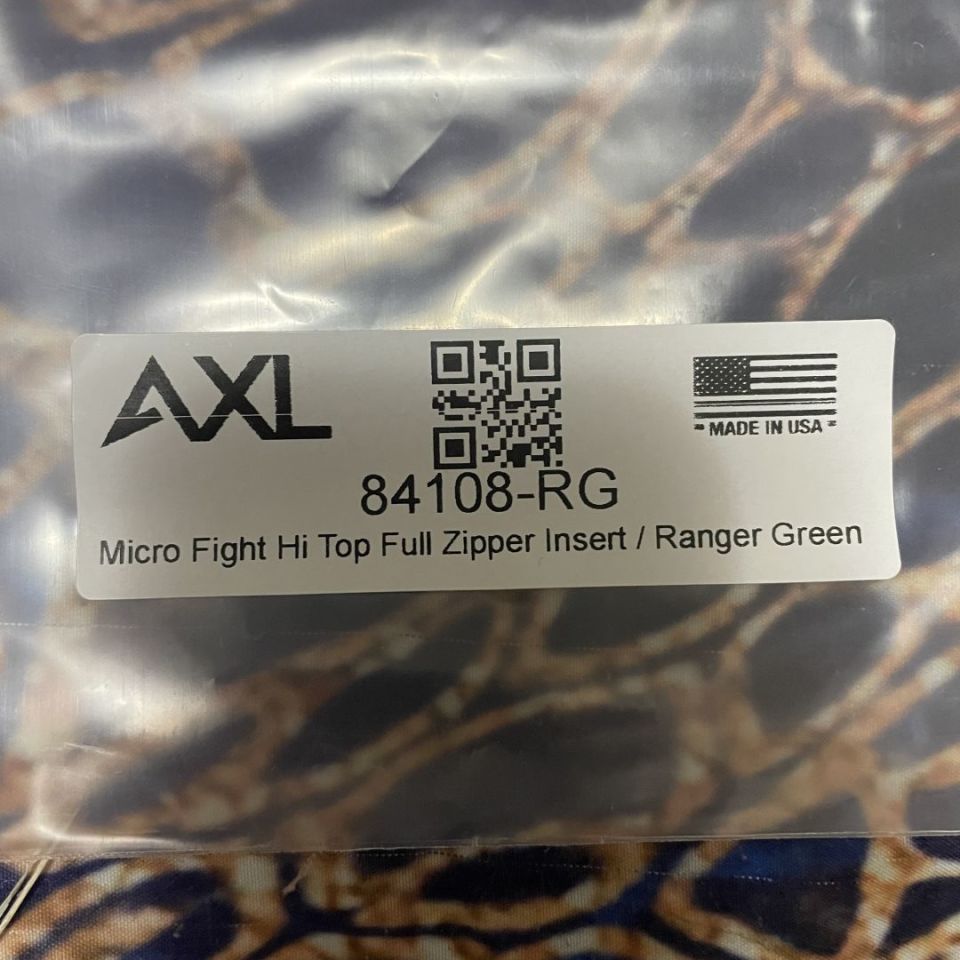 AXL
* MADE IN USA *
84108-RG
Micro Fight Hi Top Full Zipper Insert / Ranger Green